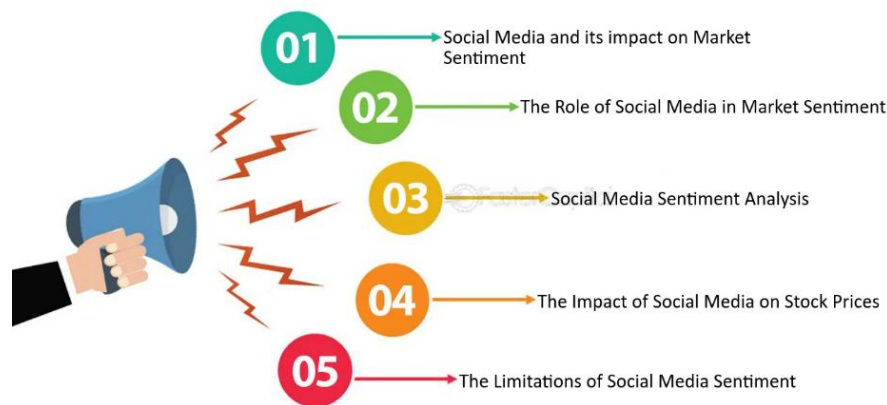 01
Social Media and its impact on Market
Sentiment
02
The Role of Social Media in Market Sentiment
03
Social Media Sentiment Analysis
04
The Impact of Social Media on Stock Prices
05
The Limitations of Social Media Sentiment